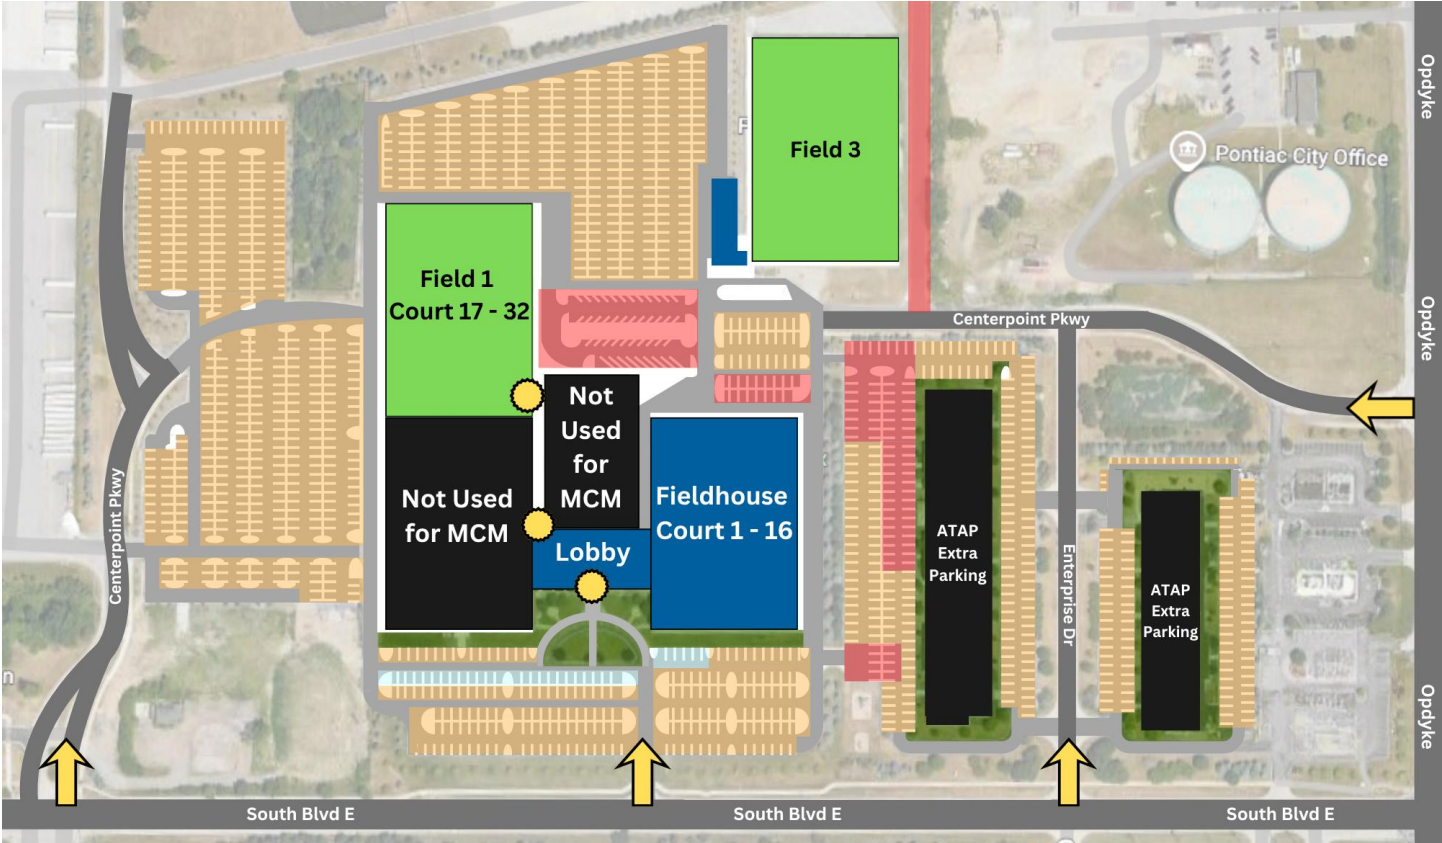 Opdyke
F
Field 3
Pontiac City Office
Field 1
Court 17 - 32
Opdyke
Centerpoint Pkwy
Not
Used
for
MCM
Not Used
for MCM
Fieldhouse
Court 1 - 16
Lobby
ATAP
Extra
Parking
Centerpoint Pkwy
Enterprise Dr
ATAP
Extra
Parking
n
Opdyke
South Blvd E
South Blvd E
South Blvd E